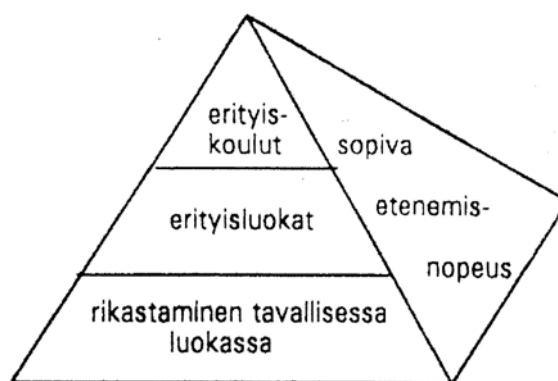 erityis-
koulut
sopiva
etenemis-
erityisluokat
nopeus
rikastaminen tavallisessa
luokassa